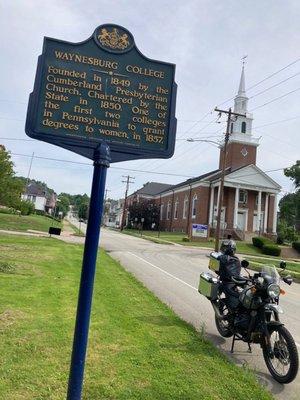 WAYNESBURG COLLEGE
Founded in 1849 by the
Cumberland Presbyterian
Church. Chartered by the
State in 1850. One of
the first two colleges
in Pennsylvania to grant
degrees to women, in 1857.